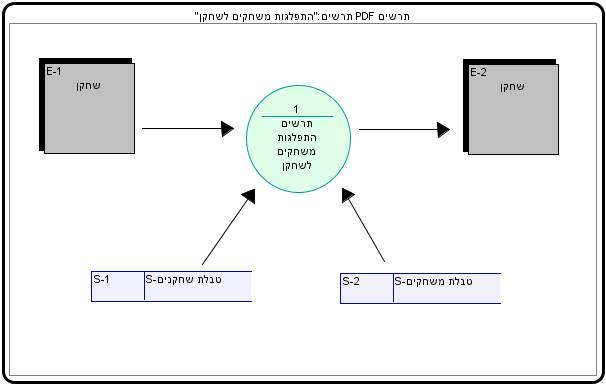 תרשים PDF תרשים:"התפלגות משחקים לשחקן"
E-1
שחקן
E-2
שחקן
1
תרשים
התפלגות
משחקים
לשחקן
S-1
S-טבלת שחקנים
S-2
S-טבלת משחקים